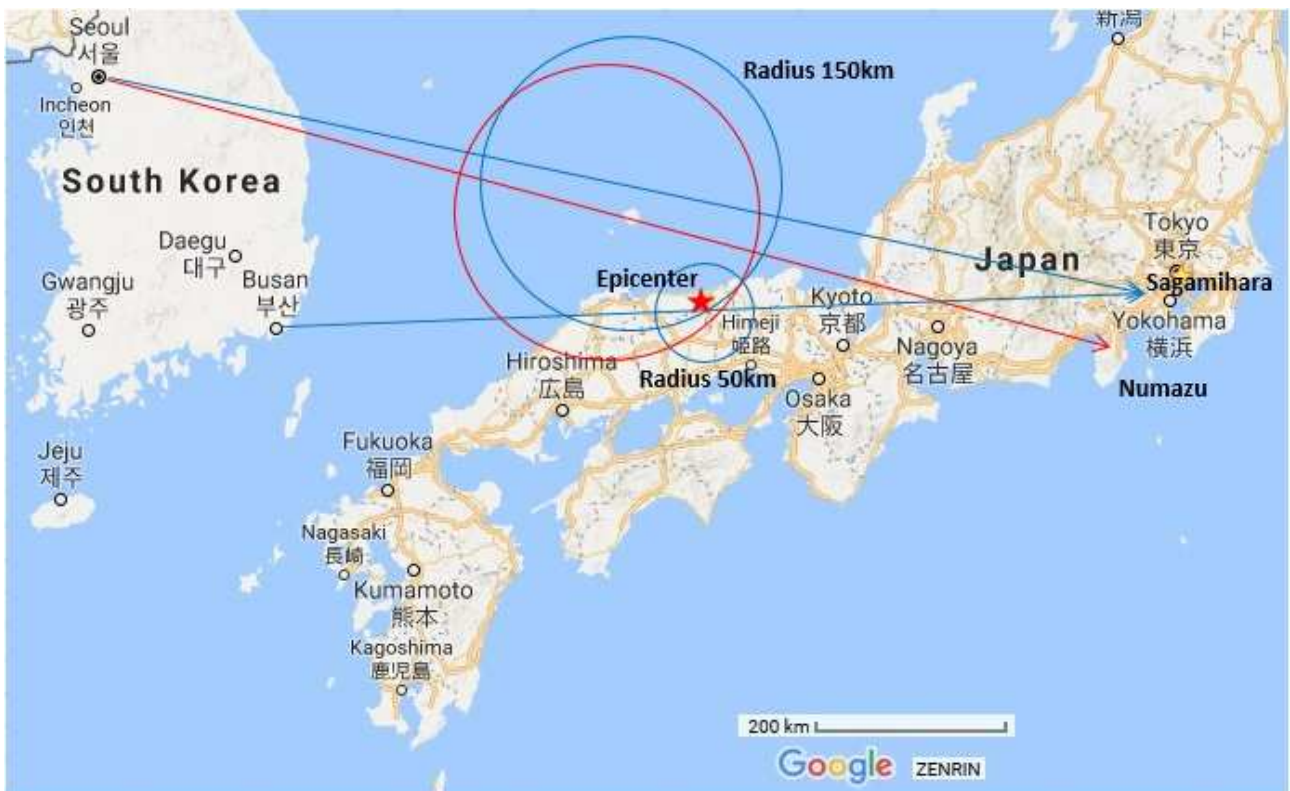 新潟
Seoul
서울
Radius 150km
Incheon
인천
South Korea
Tokyo
東京
Daegu
대구
Japan
Epicenter
Sagamihara
Gwangju
광주
Busan
부산
Kyoto
京都
Himeji
姫路
Yokohama
横浜
Nagoya
名古屋
Hiroshima
広島
Radius 50km
Numazu
Osaka
大阪
Fukuoka
福岡
Jeju
제주
Nagasaki
長崎
Kumamoto
熊本
Kagoshima
鹿児島
200 km
Google ZENRIN